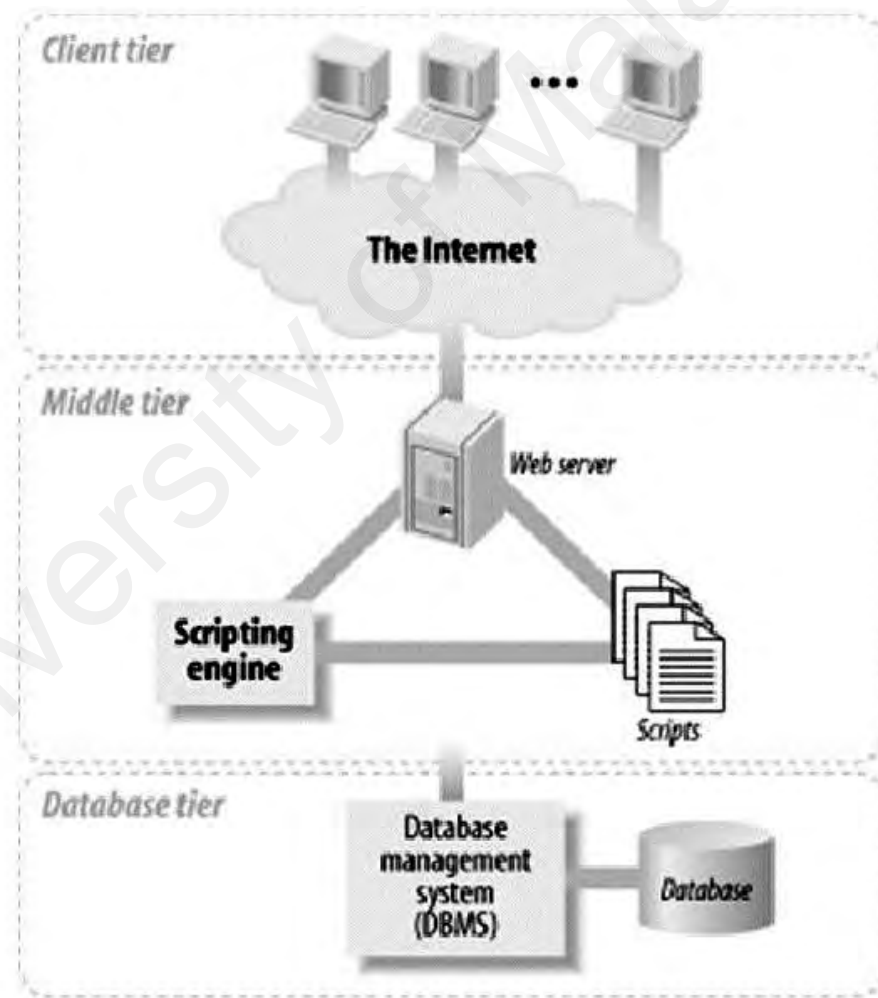 Client tier
The Internet
Middle tier
Web server
Scripting
engine
Scripts
Database tier
Database
management
system
(DBMS)
Database